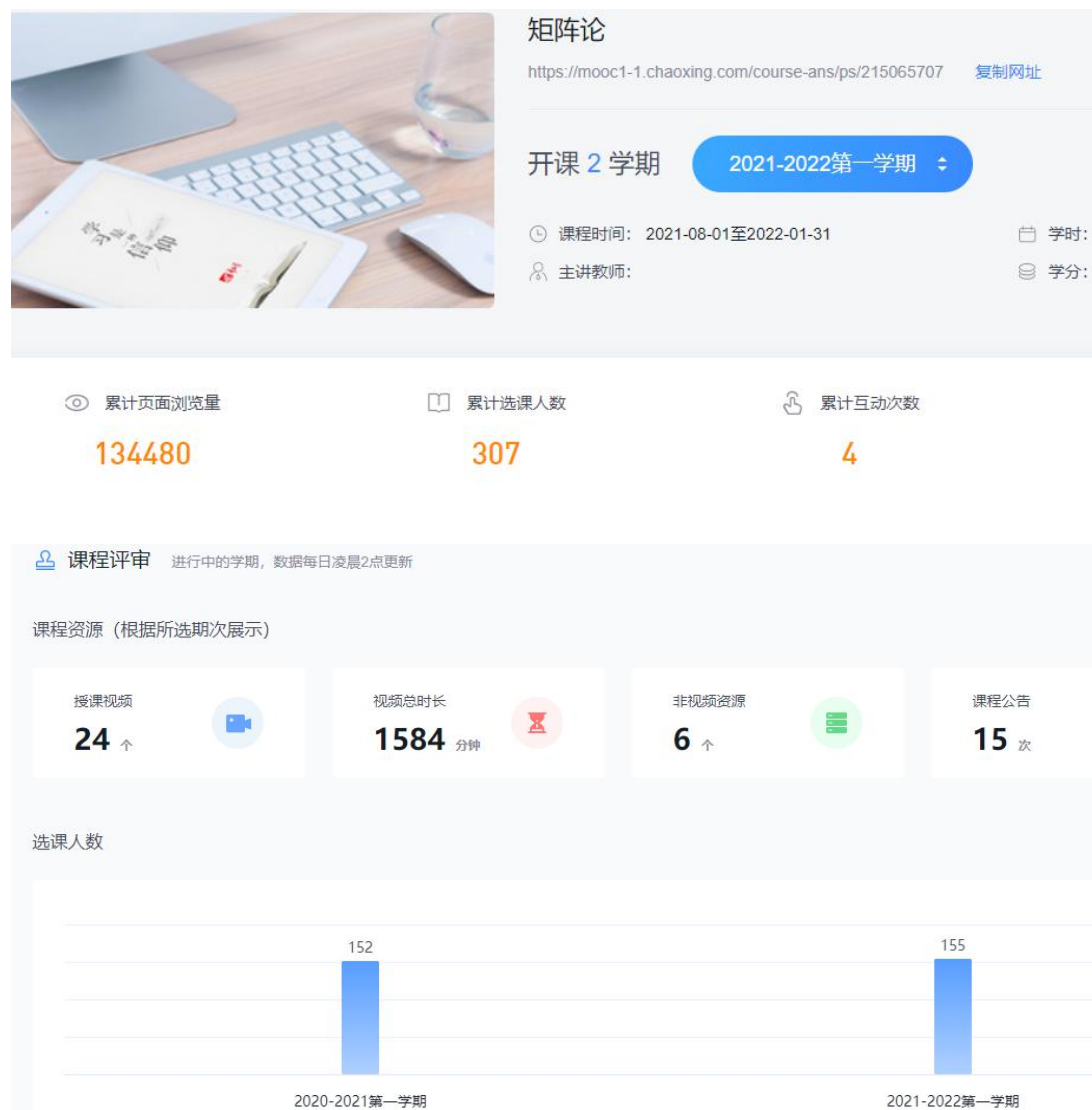 矩阵论
https://mooc1-1.chaoxing.com/course-ans/ps/215065707 复制网址
开课 2 学期 2021-2022第一学期
课程时间： 2021-08-01至2022-01-31 学时：
主讲教师： 学分：
学习是一种信仰
累计页面浏览量 累计选课人数 累计互动次数
134480 307 4
课程评审 进行中的学期，数据每日凌晨2点更新
课程资源（根据所选期次展示）
授课视频 视频总时长 非视频资源 课程公告
24 个 1584 分钟 6 个 15 次
选课人数
152 155
2020-2021第一学期 2021-2022第一学期